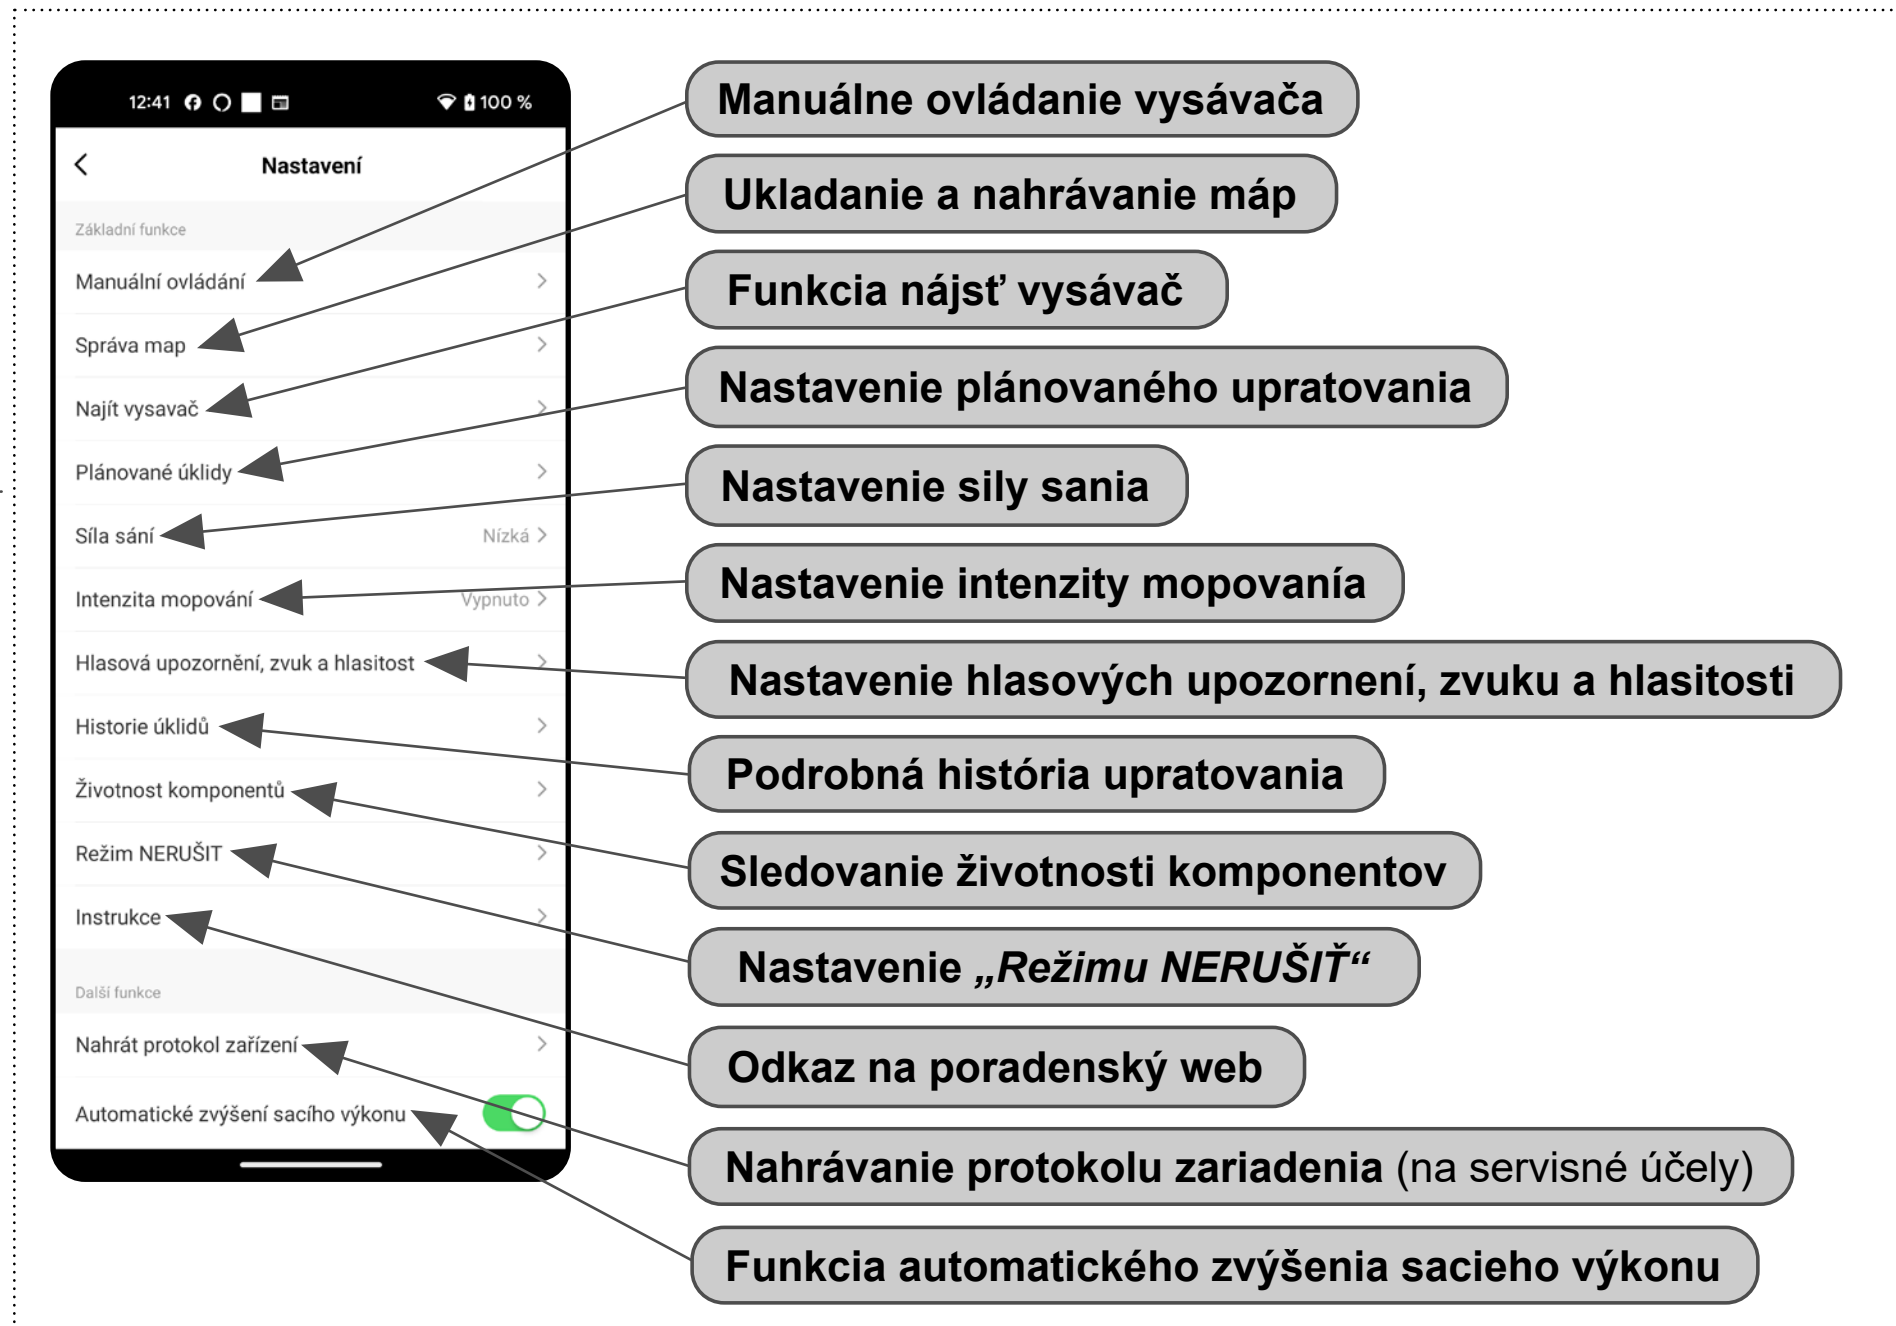 12:41
100 %
Nastavení
Základní funkce
Manuální ovládání
Správa map
Najít vysavač
Plánované úklidy
Síla sání
Nízká
Intenzita mopování
Vypnuto
Hlasová upozornění, zvuk a hlasitost
Historie úklidů
Životnost komponentů
Režim NERUŠIT
Instrukce
Další funkce
Nahrát protokol zařízení
Automatické zvýšení sacího výkonu
Manuálne ovládanie vysávača
Ukladanie a nahrávanie máp
Funkcia nájsť vysávač
Nastavenie plánovaného upratovania
Nastavenie sily sania
Nastavenie intenzity mopovanía
Nastavenie hlasových upozornení, zvuku a hlasitosti
Podrobná história upratovania
Sledovanie životnosti komponentov
Nastavenie „Režimu NERUŠIŤ“
Odkaz na poradenský web
Nahrávanie protokolu zariadenia (na servisné účely)
Funkcia automatického zvýšenia sacieho výkonu